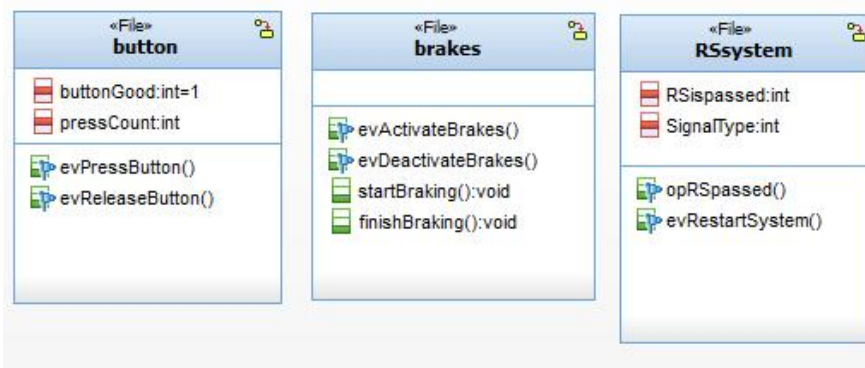 «File»
button
buttonGood:int=1
pressCount:int
evPressButton()
evReleaseButton()
«File»
brakes
evActivateBrakes()
evDeactivateBrakes()
startBraking():void
finishBraking():void
«File»
RSsystem
RSispassed:int
SignalType:int
opRSpassed()
evRestartSystem()